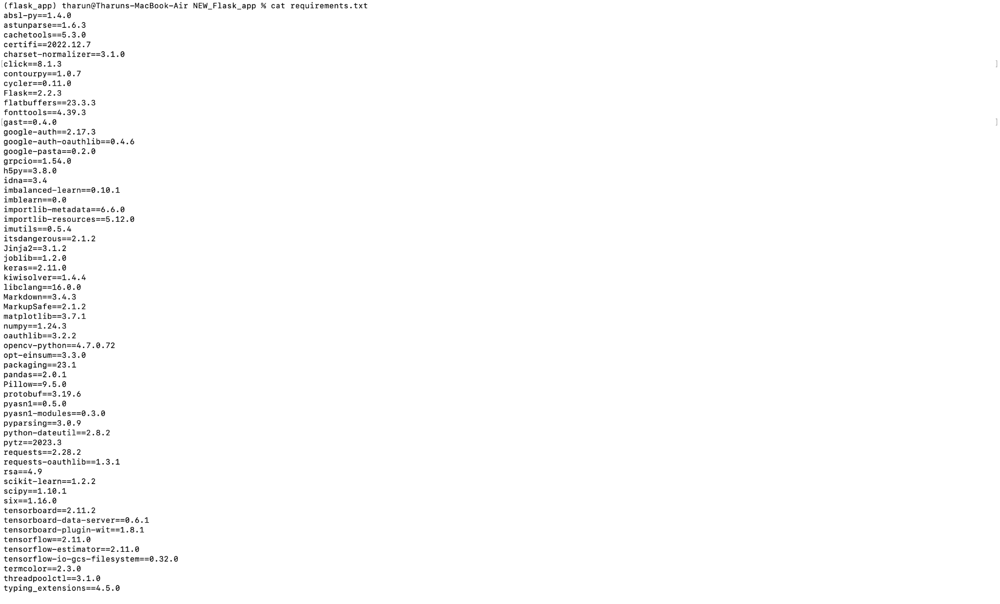 (flask_app) tharun@Tharuns-MacBook-Air NEW_Flask_app % cat requirements.txt
absl-py==1.4.0
astunparse==1.6.3
cachetools==5.3.0
certifi==2022.12.7
charset-normalizer==3.1.0
[click==8.1.3 ]
contourpy==1.0.7
cycler==0.11.0
Flask==2.2.3
flatbuffers==23.3.3
fonttools==4.39.3
[gast==0.4.0 ]
google-auth==2.17.3
google-auth-oauthlib==0.4.6
google-pasta==0.2.0
grpcio==1.54.0
h5py==3.8.0
idna==3.4
imbalanced-learn==0.10.1
imblearn==0.0
importlib-metadata==6.6.0
importlib-resources==5.12.0
imutils==0.5.4
itsdangerous==2.1.2
Jinja2==3.1.2
joblib==1.2.0
keras==2.11.0
kiwisolver==1.4.4
libclang==16.0.0
Markdown==3.4.3
MarkupSafe==2.1.2
matplotlib==3.7.1
numpy==1.24.3
oauthlib==3.2.2
opencv-python==4.7.0.72
opt-einsum==3.3.0
packaging==23.1
pandas==2.0.1
Pillow==9.5.0
protobuf==3.19.6
pyasn1==0.5.0
pyasn1-modules==0.3.0
pyparsing==3.0.9
python-dateutil==2.8.2
pytz==2023.3
requests==2.28.2
requests-oauthlib==1.3.1
rsa==4.9
scikit-learn==1.2.2
scipy==1.10.1
six==1.16.0
tensorboard==2.11.2
tensorboard-data-server==0.6.1
tensorboard-plugin-wit==1.8.1
tensorflow==2.11.0
tensorflow-estimator==2.11.0
tensorflow-io-gcs-filesystem==0.32.0
termcolor==2.3.0
threadpoolctl==3.1.0
typing_extensions==4.5.0